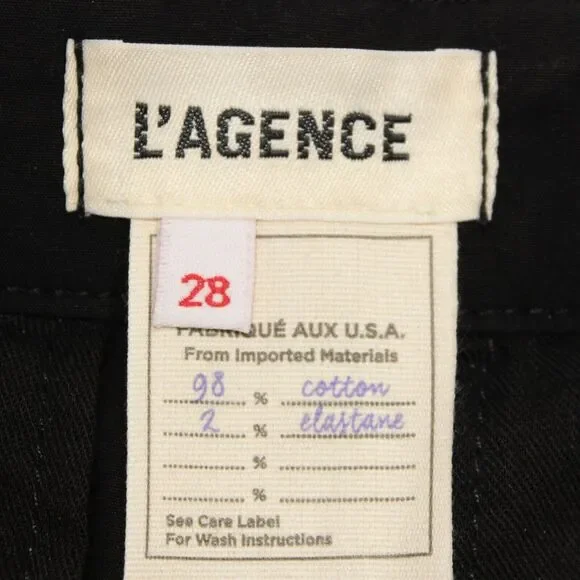 L'AGENCE
28
FABRIQUÉ AUX U.S.A.
From Imported Materials
98 % cotton
2 % elastane
%
%
See Care Label
For Wash Instructions